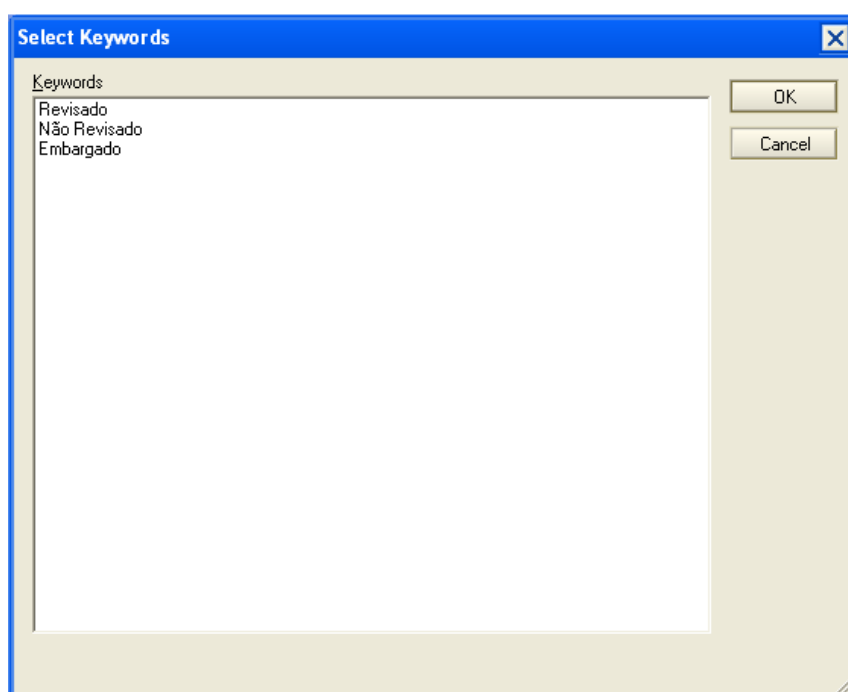 Select Keywords
Keywords
Revisado
Não Revisado
Embargado
OK
Cancel